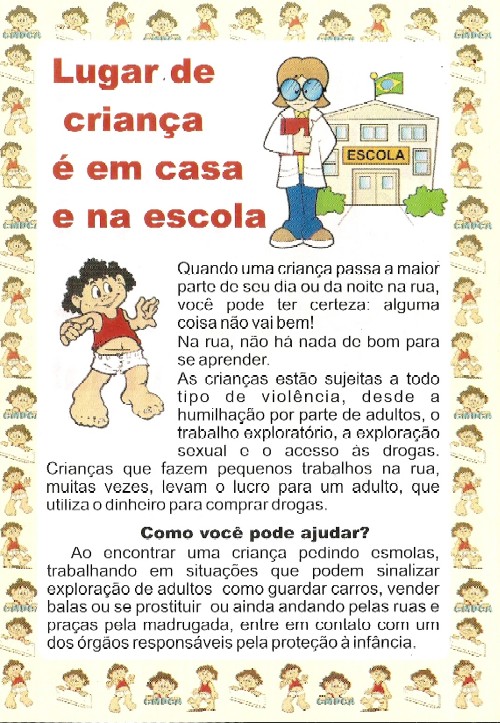 Lugar de
criança
é em casa
e na escola
ESCOLA
Quando uma criança passa a maior
parte de seu dia ou da noite na rua,
você pode ter certeza: alguma
coisa não vai bem!
Na rua, não há nada de bom para
se aprender.
As crianças estão sujeitas a todo
tipo de violência, desde a
humilhação por parte de adultos, o
trabalho exploratório, a exploração
sexual e o acesso às drogas.
Crianças que fazem pequenos trabalhos na rua,
muitas vezes, levam o lucro para um adulto, que
utiliza o dinheiro para comprar drogas.
Como você pode ajudar?
Ao encontrar uma criança pedindo esmolas,
trabalhando em situações que podem sinalizar
exploração de adultos como guardar carros, vender
balas ou se prostituir ou ainda andando pelas ruas e
praças pela madrugada, entre em contato com um
dos órgãos responsáveis pela proteção à infância.
CMDCA